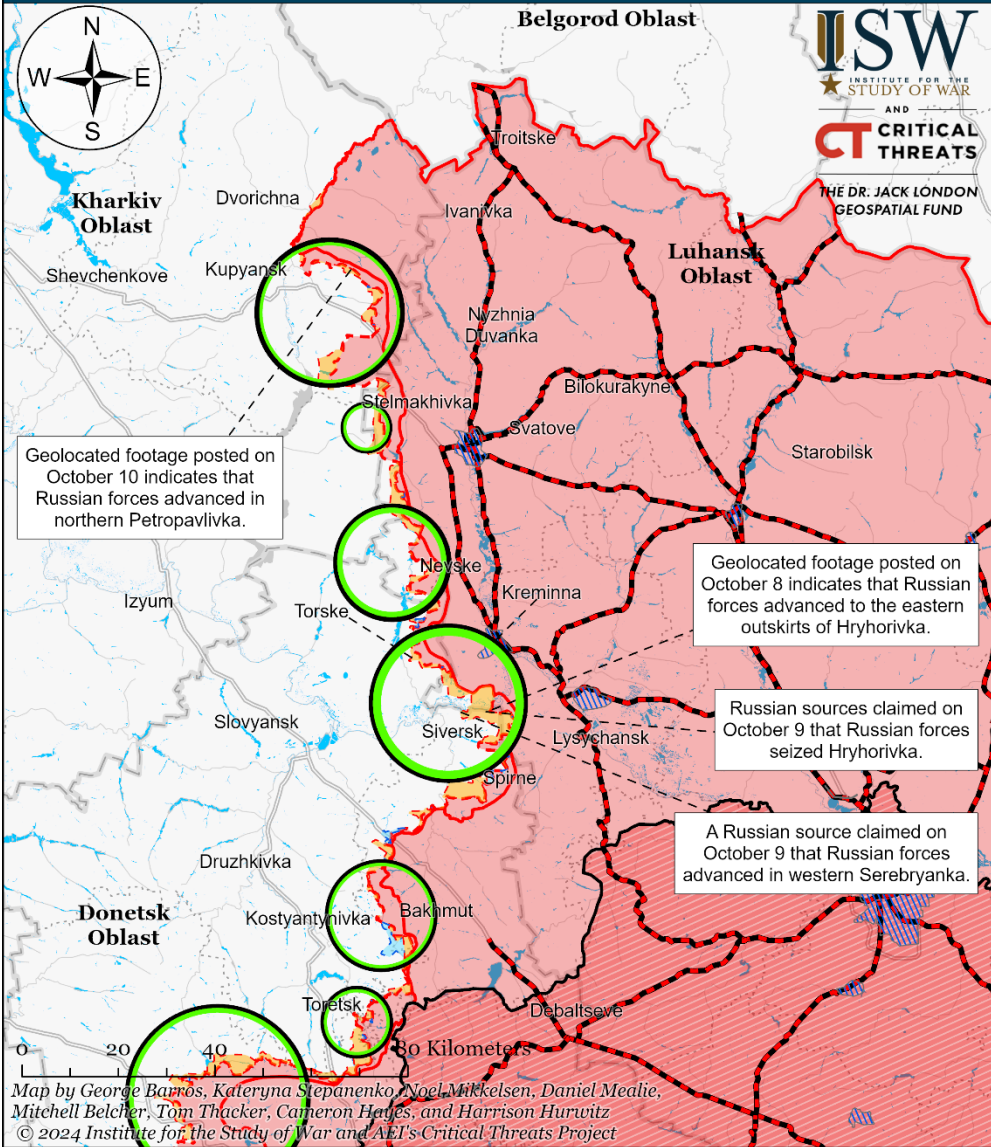 Belgorod Oblast
N
W
E
S
ISW
INSTITUTE FOR THE
STUDY OF WAR
AND
CT CRITICAL
THREATS
THE DR. JACK LONDON
GEOSPATIAL FUND
Troitske
Dvorichna
Kharkiv
Oblast
Ivanivka
Shevchenkove
Kupyansk
Luhansk
Oblast
Nyzhnia
Duvanka
Bilokurakyne
Stelmakhivka
Svatove
Starobilsk
Geolocated footage posted on
October 10 indicates that
Russian forces advanced in
northern Petropavlivka.
Nevske
Izyum
Torske
Kreminna
Geolocated footage posted on
October 8 indicates that Russian
forces advanced to the eastern
outskirts of Hryhorivka.
Slovyansk
Siversk
Lysychansk
Russian sources claimed on
October 9 that Russian forces
seized Hryhorivka.
Spirne
A Russian source claimed on
October 9 that Russian forces
advanced in western Serebryanka.
Druzhkivka
Donetsk
Oblast
Kostyantynivka
Bakhmut
Toretsk
Debaltseve
0 20 40 80 Kilometers
Map by George Barros, Kateryna Stepanenko, Noel Mikkelsen, Daniel Mealie,
Mitchell Belcher, Tom Thacker, Cameron Hayes, and Harrison Hurwitz
© 2024 Institute for the Study of War and AEI's Critical Threats Project